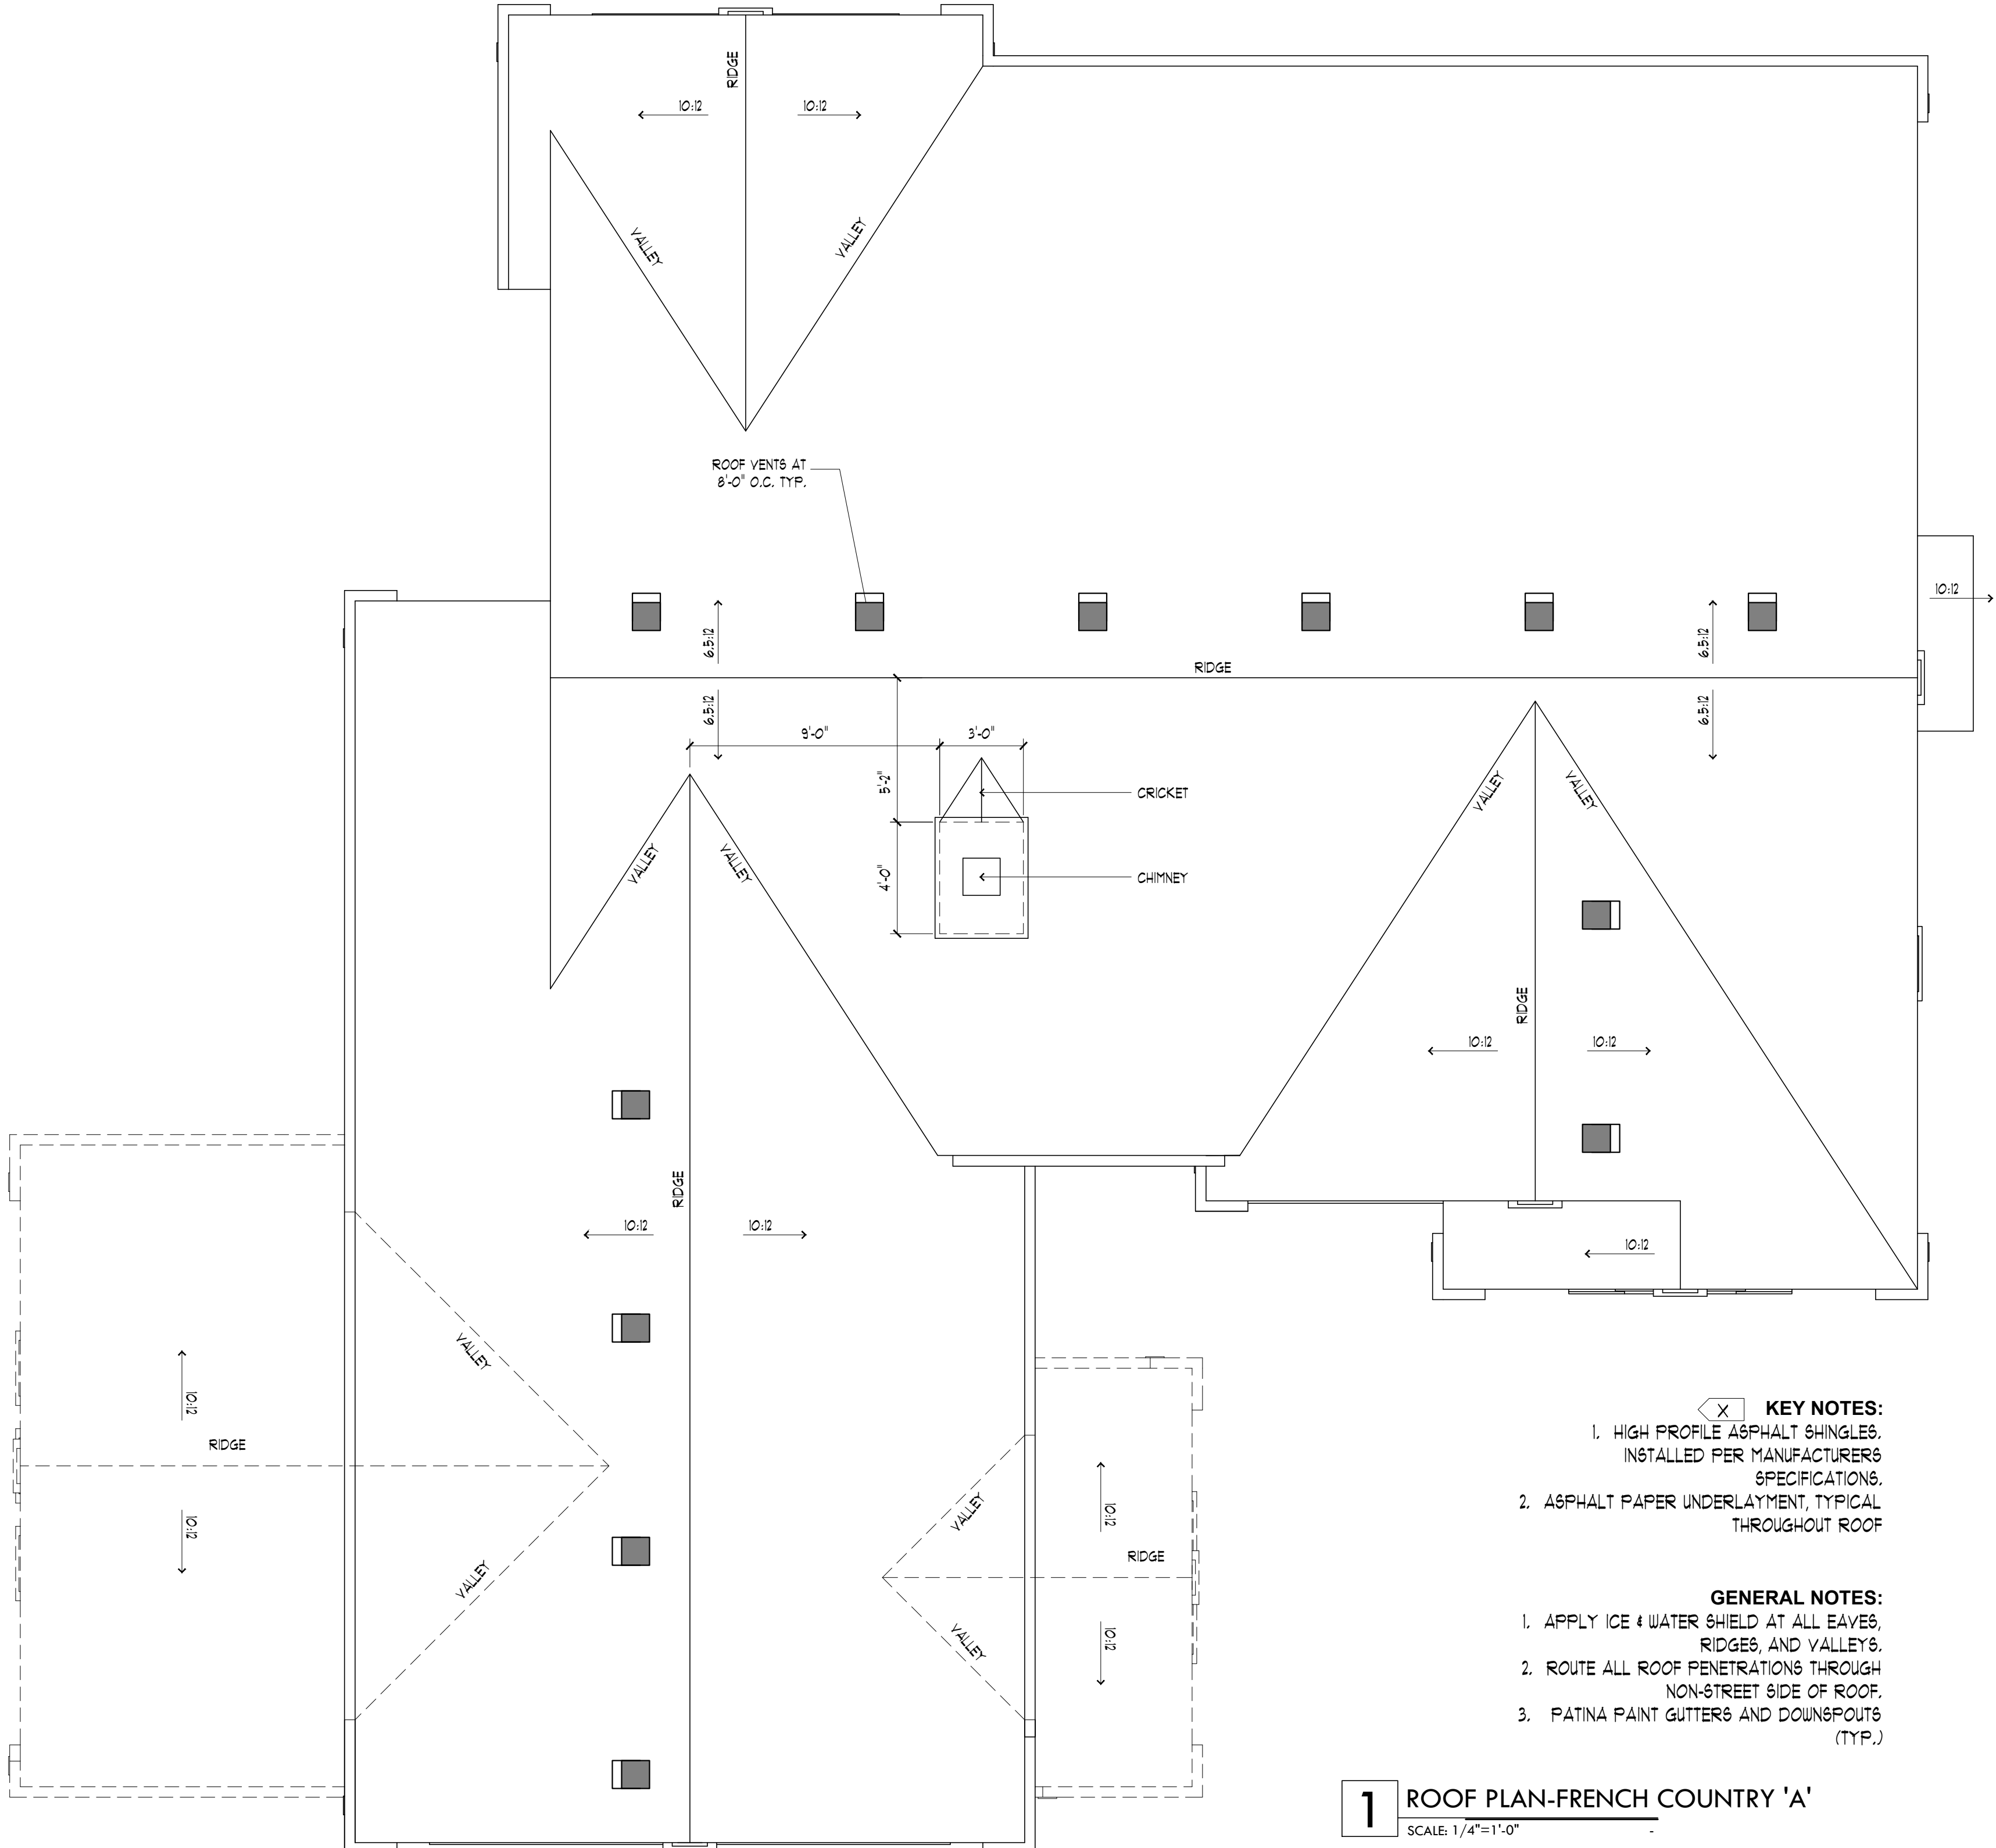 RIDGE
10:12
10:12
VALLEY
VALLEY
ROOF VENTS AT
8'-0" O.C. TYP.
10:12
6.5:12
6.5:12
RIDGE
6.5:12
6.5:12
9'-0"
3'-0"
5'-2"
CRICKET
4'-0"
CHIMNEY
VALLEY
VALLEY
VALLEY
VALLEY
RIDGE
10:12
10:12
RIDGE
10:12
10:12
10:12
VALLEY
10:12
RIDGE
10:12
VALLEY
VALLEY
10:12
RIDGE
10:12
VALLEY
X
KEY NOTES:
1. HIGH PROFILE ASPHALT SHINGLES.
INSTALLED PER MANUFACTURERS
SPECIFICATIONS.
2. ASPHALT PAPER UNDERLAYMENT, TYPICAL
THROUGHOUT ROOF
GENERAL NOTES:
1. APPLY ICE & WATER SHIELD AT ALL EAVES,
RIDGES, AND VALLEYS.
2. ROUTE ALL ROOF PENETRATIONS THROUGH
NON-STREET SIDE OF ROOF.
3. PATINA PAINT GUTTERS AND DOWNSPOUTS
(TYP.)
1
ROOF PLAN-FRENCH COUNTRY 'A'
SCALE: 1/4"=1'-0" -